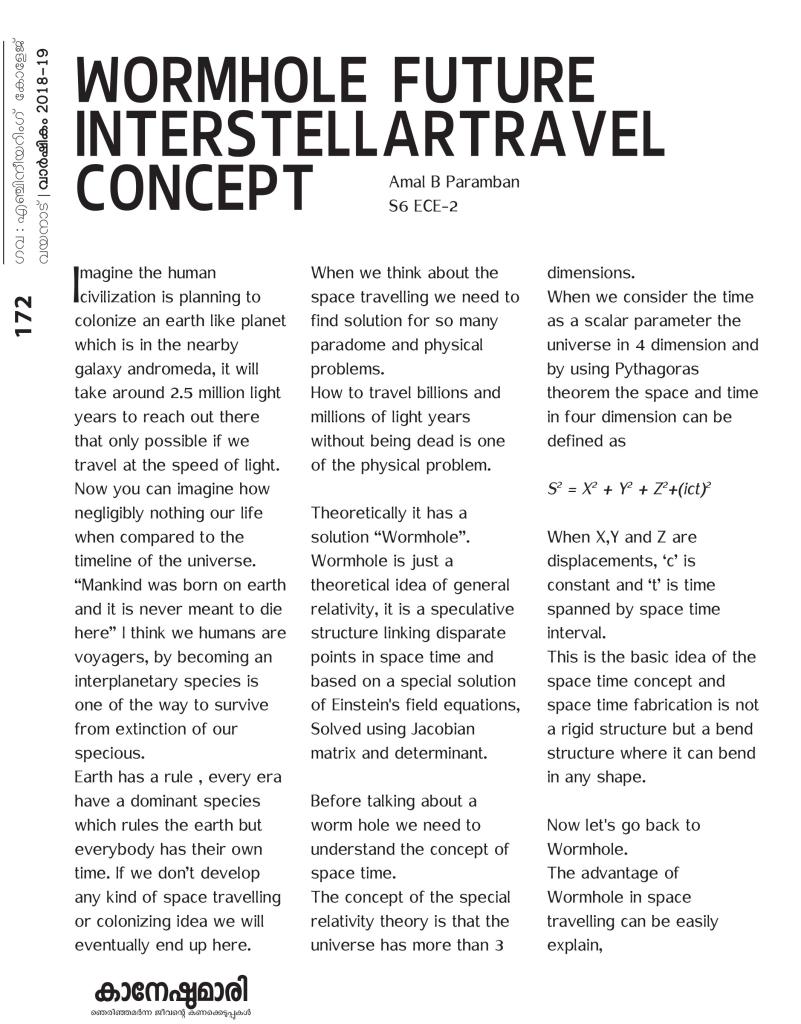 ഗവ : എഞ്ചിനീയറിംഗ് കോളേജ്
വയനാട് | വാർഷികം 2018-19
172
WORMHOLE FUTURE
INTERSTELLARTRAVEL
CONCEPT
Amal B Paramban
S6 ECE-2
Imagine the human
civilization is planning to
colonize an earth like planet
which is in the nearby
galaxy andromeda, it will
take around 2.5 million light
years to reach out there
that only possible if we
travel at the speed of light.
Now you can imagine how
negligibly nothing our life
when compared to the
timeline of the universe.
“Mankind was born on earth
and it is never meant to die
here” I think we humans are
voyagers, by becoming an
interplanetary species is
one of the way to survive
from extinction of our
specious.
Earth has a rule , every era
have a dominant species
which rules the earth but
everybody has their own
time. If we don’t develop
any kind of space travelling
or colonizing idea we will
eventually end up here.
When we think about the
space travelling we need to
find solution for so many
paradome and physical
problems.
How to travel billions and
millions of light years
without being dead is one
of the physical problem.
Theoretically it has a
solution “Wormhole”.
Wormhole is just a
theoretical idea of general
relativity, it is a speculative
structure linking disparate
points in space time and
based on a special solution
of Einstein's field equations,
Solved using Jacobian
matrix and determinant.
Before talking about a
worm hole we need to
understand the concept of
space time.
The concept of the special
relativity theory is that the
universe has more than 3
dimensions.
When we consider the time
as a scalar parameter the
universe in 4 dimension and
by using Pythagoras
theorem the space and time
in four dimension can be
defined as
S² = X² + Y² + Z²+(ict)²
When X,Y and Z are
displacements, ‘c’ is
constant and ‘t’ is time
spanned by space time
interval.
This is the basic idea of the
space time concept and
space time fabrication is not
a rigid structure but a bend
structure where it can bend
in any shape.
Now let's go back to
Wormhole.
The advantage of
Wormhole in space
travelling can be easily
explain,
കാനേഷുമാരി
ഞെരിഞ്ഞമർന്ന ജീവന്റെ കണക്കെടുപ്പുകൾ